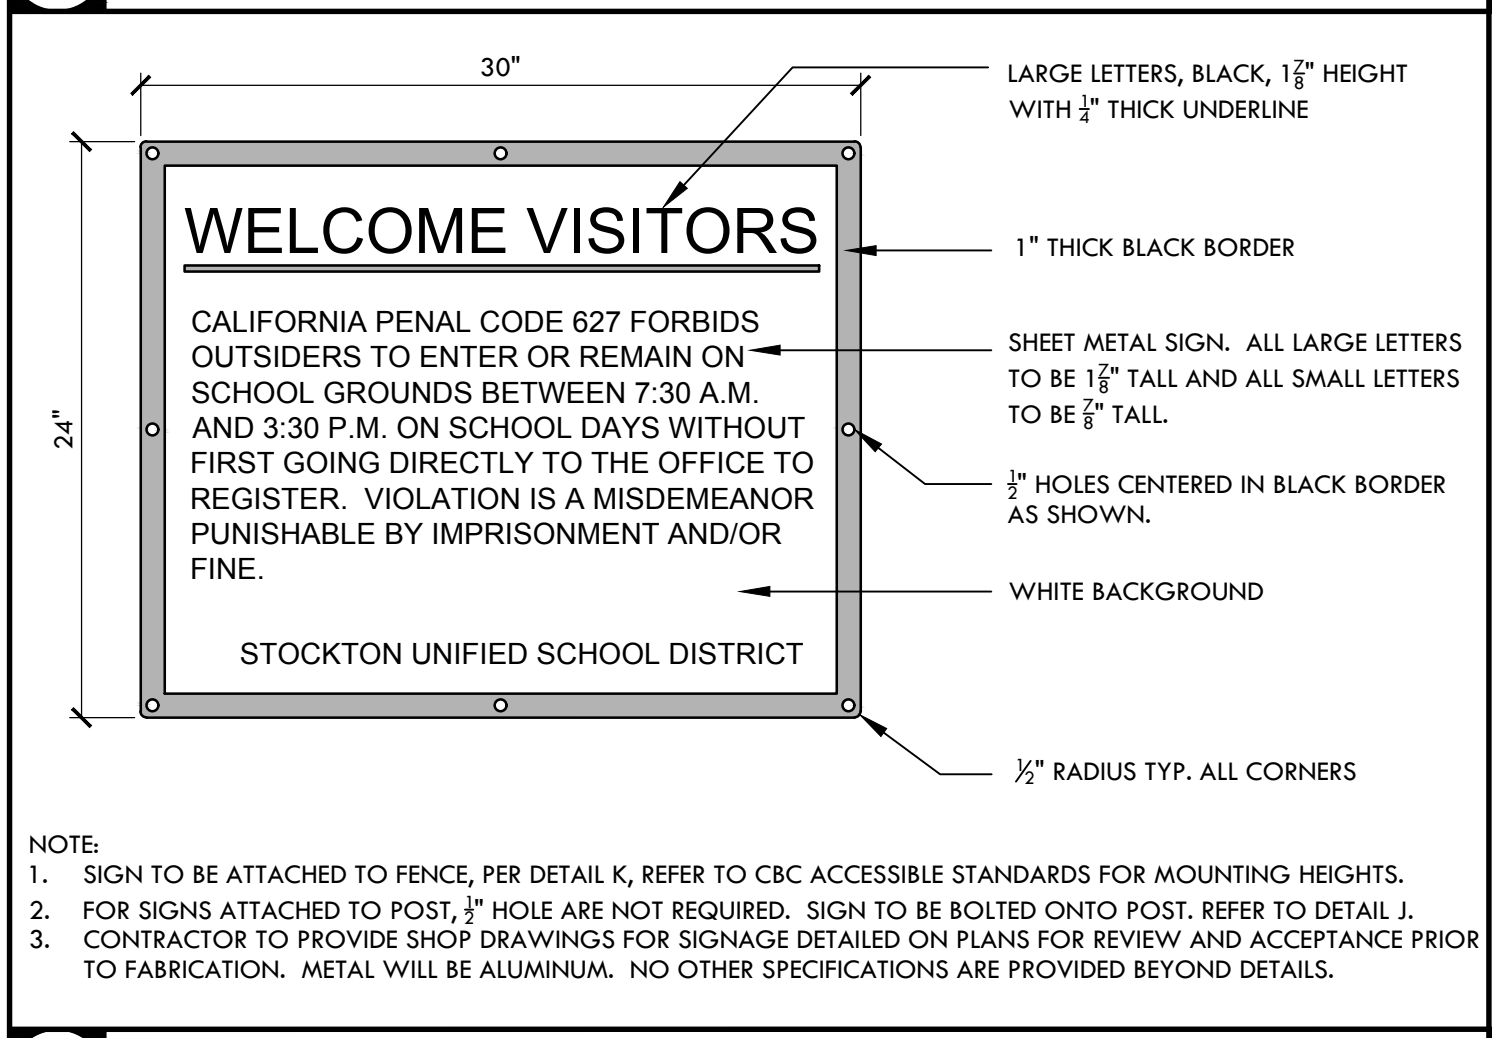 30"
24"
LARGE LETTERS, BLACK, 1 7/8" HEIGHT
WITH 1/4" THICK UNDERLINE
WELCOME VISITORS
1" THICK BLACK BORDER
CALIFORNIA PENAL CODE 627 FORBIDS
OUTSIDERS TO ENTER OR REMAIN ON
SCHOOL GROUNDS BETWEEN 7:30 A.M.
AND 3:30 P.M. ON SCHOOL DAYS WITHOUT
FIRST GOING DIRECTLY TO THE OFFICE TO
REGISTER. VIOLATION IS A MISDEMEANOR
PUNISHABLE BY IMPRISONMENT AND/OR
FINE.
STOCKTON UNIFIED SCHOOL DISTRICT
SHEET METAL SIGN. ALL LARGE LETTERS
TO BE 1 7/8" TALL AND ALL SMALL LETTERS
TO BE 7/8" TALL.
1/2" HOLES CENTERED IN BLACK BORDER
AS SHOWN.
WHITE BACKGROUND
1/2" RADIUS TYP. ALL CORNERS
NOTE:
1. SIGN TO BE ATTACHED TO FENCE, PER DETAIL K, REFER TO CBC ACCESSIBLE STANDARDS FOR MOUNTING HEIGHTS.
2. FOR SIGNS ATTACHED TO POST, 1/2" HOLE ARE NOT REQUIRED. SIGN TO BE BOLTED ONTO POST. REFER TO DETAIL J.
3. CONTRACTOR TO PROVIDE SHOP DRAWINGS FOR SIGNAGE DETAILED ON PLANS FOR REVIEW AND ACCEPTANCE PRIOR
TO FABRICATION. METAL WILL BE ALUMINUM. NO OTHER SPECIFICATIONS ARE PROVIDED BEYOND DETAILS.